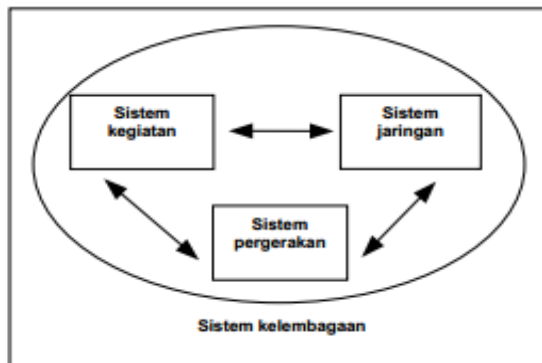 Sistem
kegiatan
Sistem
jaringan
Sistem
pergerakan
Sistem kelembagaan